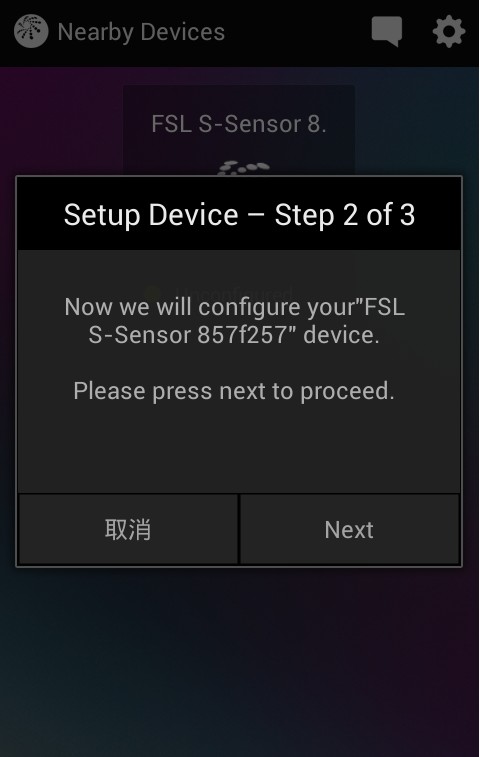 Nearby Devices
FSL S-Sensor 8.
Setup Device – Step 2 of 3
Unconfigured
Now we will configure your"FSL
S-Sensor 857f257" device.
Please press next to proceed.
取消
Next